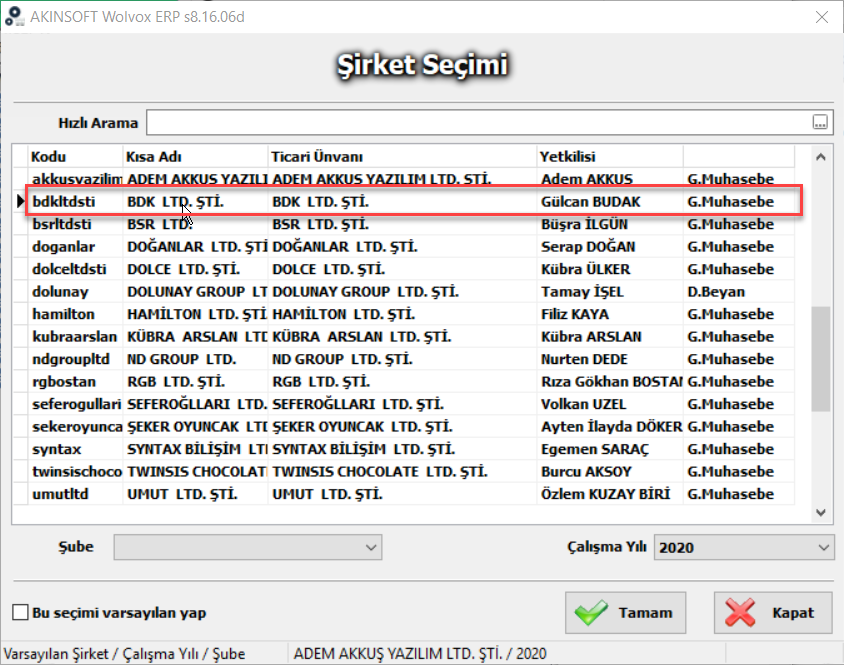 AKINSOFT Wolvox ERP s8.16.06d
Şirket Seçimi
Hızlı Arama
...
Kodu Kısa Adı Ticari Ünvanı Yetkilisi
akkusvazilim ADEM AKKUS YAZILI ADEM AKKUS YAZILIM LTD. STİ. Adem AKKUS G.Muhasebe
bdkltdsti BDK LTD. ŞTİ. BDK LTD. ŞTİ. Gülcan BUDAK G.Muhasebe
bsrltdsti BSR LTD. BSR LTD. ŞTİ. Büşra İLGÜN G.Muhasebe
doganlar DOĞANLAR LTD. ŞTİ DOĞANLAR LTD. ŞTİ. Serap DOĞAN G.Muhasebe
dolceltdsti DOLCE LTD. ŞTİ. DOLCE LTD. ŞTİ. Kübra ÜLKER G.Muhasebe
dolunay DOLUNAY GROUP LT DOLUNAY GROUP LTD. ŞTİ. Tamay İŞEL D.Beyan
hamilton HAMİLTON LTD. ŞTİ. HAMİLTON LTD. ŞTİ. Filiz KAYA G.Muhasebe
kubraarslan KÜBRA ARSLAN LTD KÜBRA ARSLAN LTD. ŞTİ. Kübra ARSLAN G.Muhasebe
ndgroupltd ND GROUP LTD. ND GROUP LTD. ŞTİ. Nurten DEDE G.Muhasebe
rgbostan RGB LTD. ŞTİ. RGB LTD. ŞTİ. Rıza Gökhan BOSTAN G.Muhasebe
seferogullari SEFEROĞLLARI LTD. SEFEROĞLLARI LTD. ŞTİ. Volkan UZEL G.Muhasebe
sekeroyunca ŞEKER OYUNCAK LT ŞEKER OYUNCAK LTD. ŞTİ. Ayten İlayda DÖKER G.Muhasebe
syntax SYNTAX BİLİŞİM LTI SYNTAX BİLİŞİM LTD. ŞTİ. Egemen SARAÇ G.Muhasebe
twinsischoco TWINSIS CHOCOLAT TWINSIS CHOCOLATE LTD. ŞTİ. Burcu AKSOY G.Muhasebe
umutltd UMUT LTD. ŞTİ. UMUT LTD. ŞTİ. Özlem KUZAY BİRİ G.Muhasebe
Şube Çalışma Yılı 2020
Bu seçimi varsayılan yap Tamam Kapat
Varsayılan Şirket / Çalışma Yılı / Şube ADEM AKKUŞ YAZILIM LTD. ŞTİ. / 2020